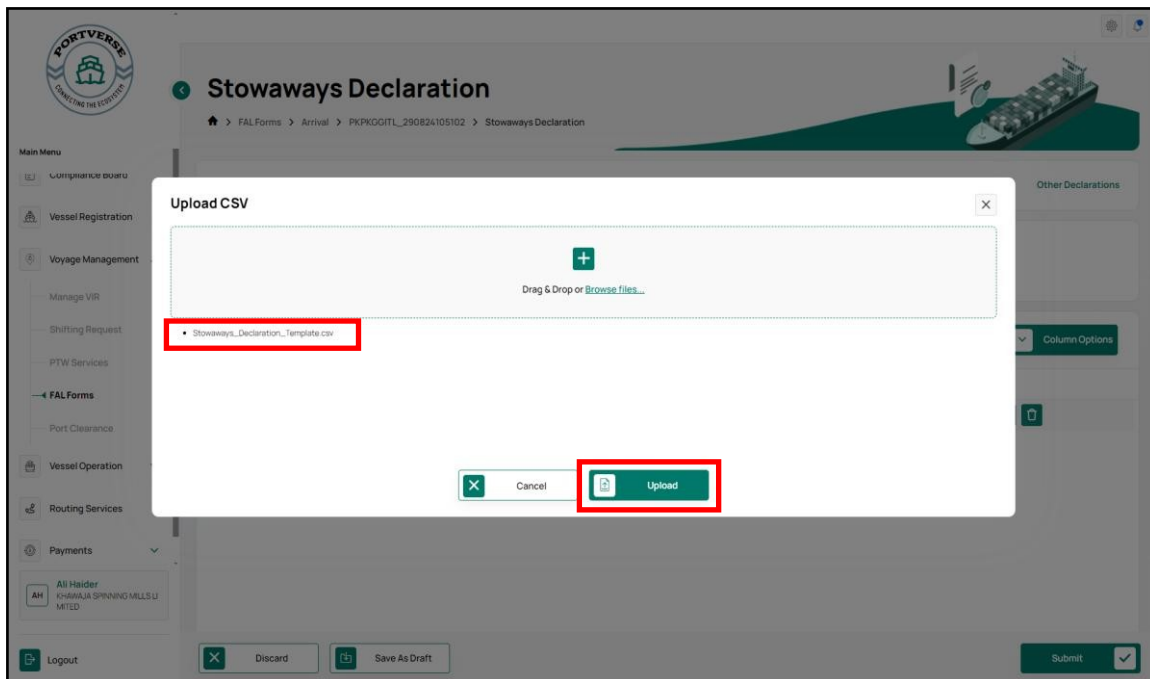 PORTVERSE
CONNECTING THE ECOSYSTEM
Stowaways Declaration
FAL Forms > Arrival > PKPKGGITL_290824105102 > Stowaways Declaration
Main Menu
Compliance Board
Other Declarations
Upload CSV
Vessel Registration
Voyage Management
Drag & Drop or Browse files...
Manage VIR
Shifting Request
Stowaways_Declaration_Template.csv
Column Options
PTW Services
FAL Forms
Port Clearance
Vessel Operation
Cancel
Upload
Routing Services
Payments
AH
Ali Haider
KHAWAJA SPINNING MILLS LI
MITED
Logout
Discard
Save As Draft
Submit